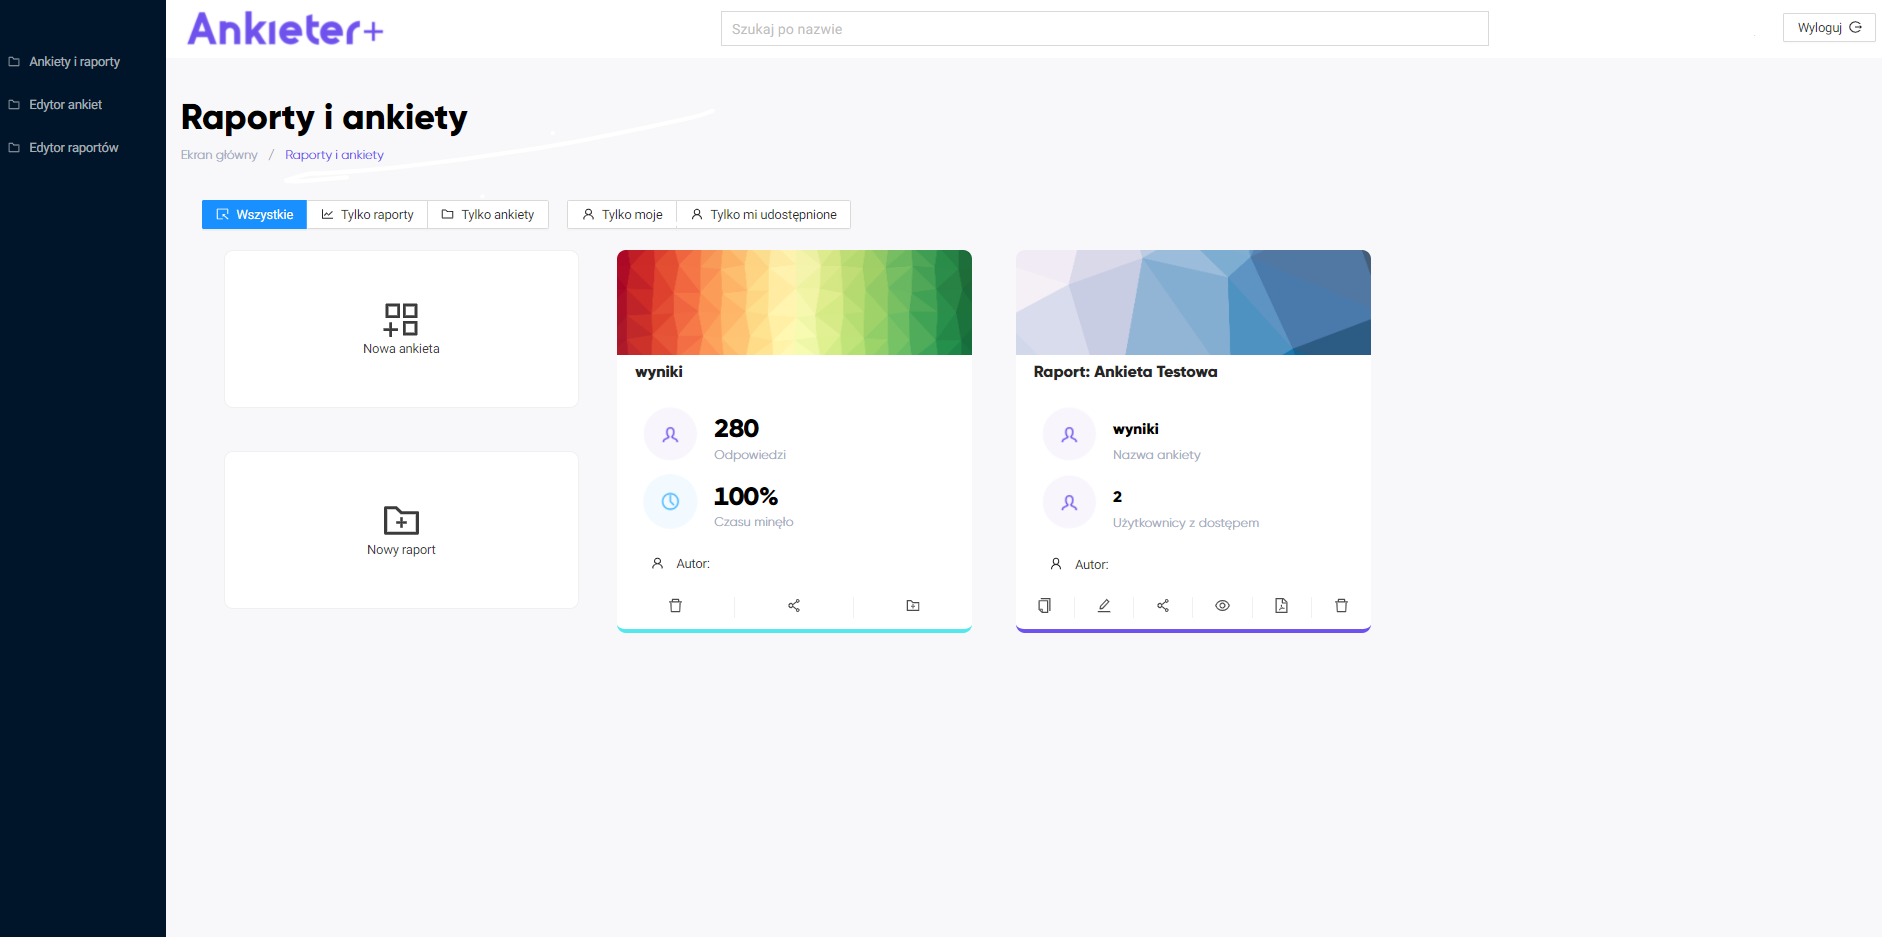 Ankieter+
Szukaj po nazwie
Wyloguj
Ankiety i raporty
Edytor ankiet
Edytor raportów
Raporty i ankiety
Ekran główny / Raporty i ankiety
Wszystkie Tylko raporty Tylko ankiety Tylko moje Tylko mi udostępnione
Nowa ankieta
Nowy raport
wyniki
280
Odpowiedzi
100%
Czasu minęło
Autor:
Raport: Ankieta Testowa
wyniki
Nazwa ankiety
2
Użytkownicy z dostępem
Autor: